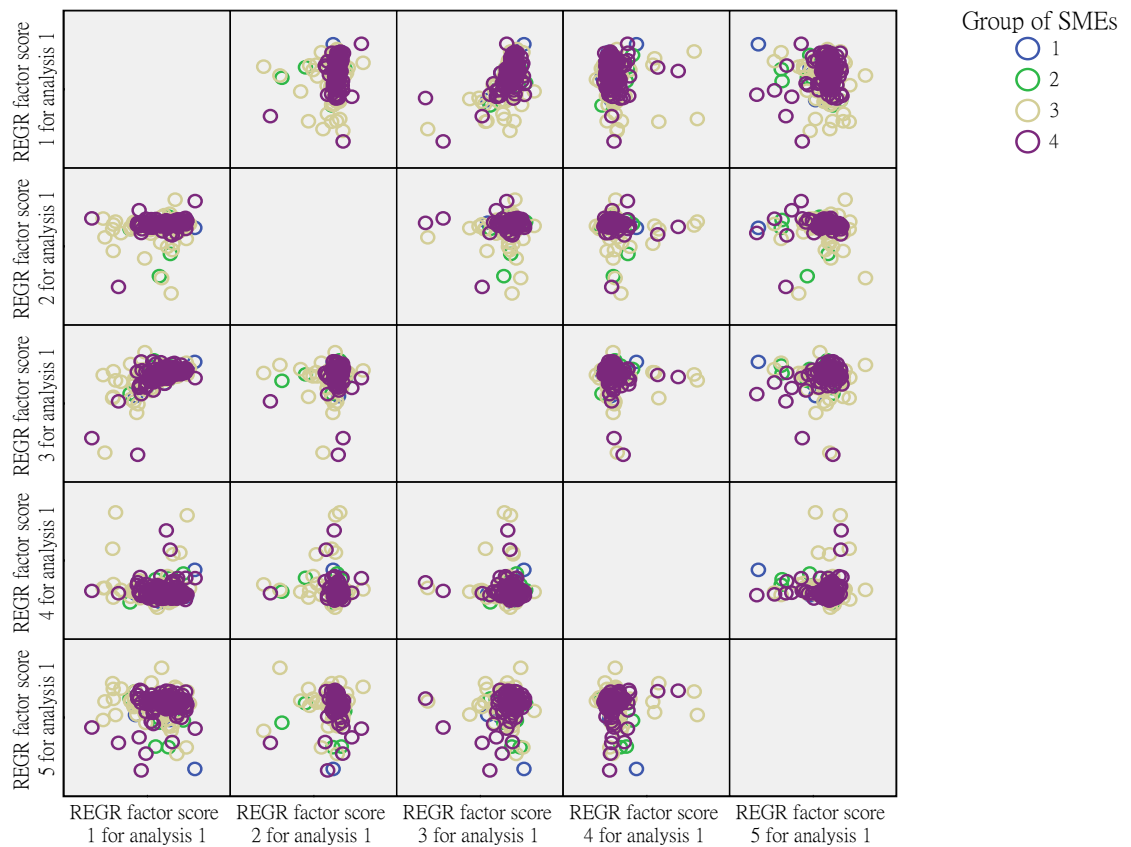 Group of SMEs
1
2
3
4
REGR factor score
1 for analysis 1
REGR factor score
2 for analysis 1
REGR factor score
3 for analysis 1
REGR factor score
4 for analysis 1
REGR factor score
5 for analysis 1
REGR factor score
1 for analysis 1
REGR factor score
2 for analysis 1
REGR factor score
3 for analysis 1
REGR factor score
4 for analysis 1
REGR factor score
5 for analysis 1